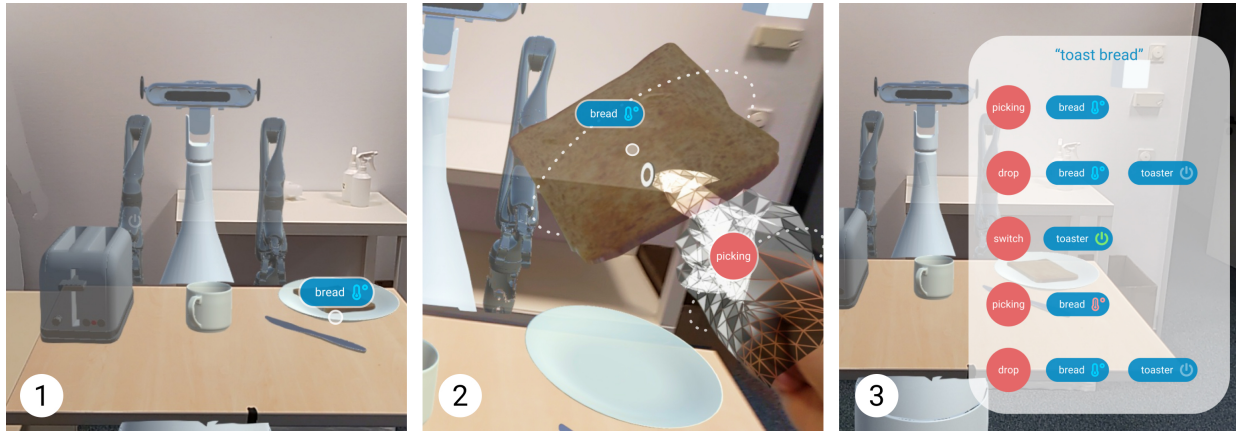 bread
1
bread
picking
2
"toast bread"
picking bread
drop bread toaster
switch toaster
picking bread
drop bread toaster
3